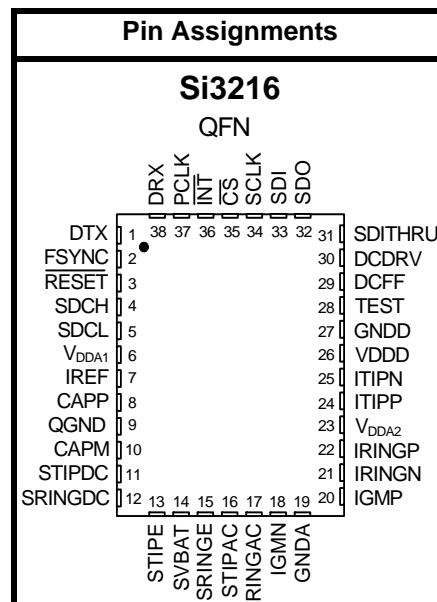 Pin Assignments
Si3216
QFN
DRX
PCLK
INT
CS
SCLK
SDI
SDO
38 37 36 35 34 33 32
DTX 1
FSYNC 2
RESET 3
SDCH 4
SDCL 5
VDDA1 6
IREF 7
CAPP 8
QGND 9
CAPM 10
STIPDC 11
SRINGDC 12
31 SDITHRU
30 DCDRV
29 DCFF
28 TEST
27 GNDD
26 VDDD
25 ITIPN
24 ITIPP
23 VDDA2
22 IRINGP
21 IRINGN
20 IGMP
13 14 15 16 17 18 19
STIPE
SVBAT
SRINGE
STIPAC
RINGAC
IGMN
GNDA